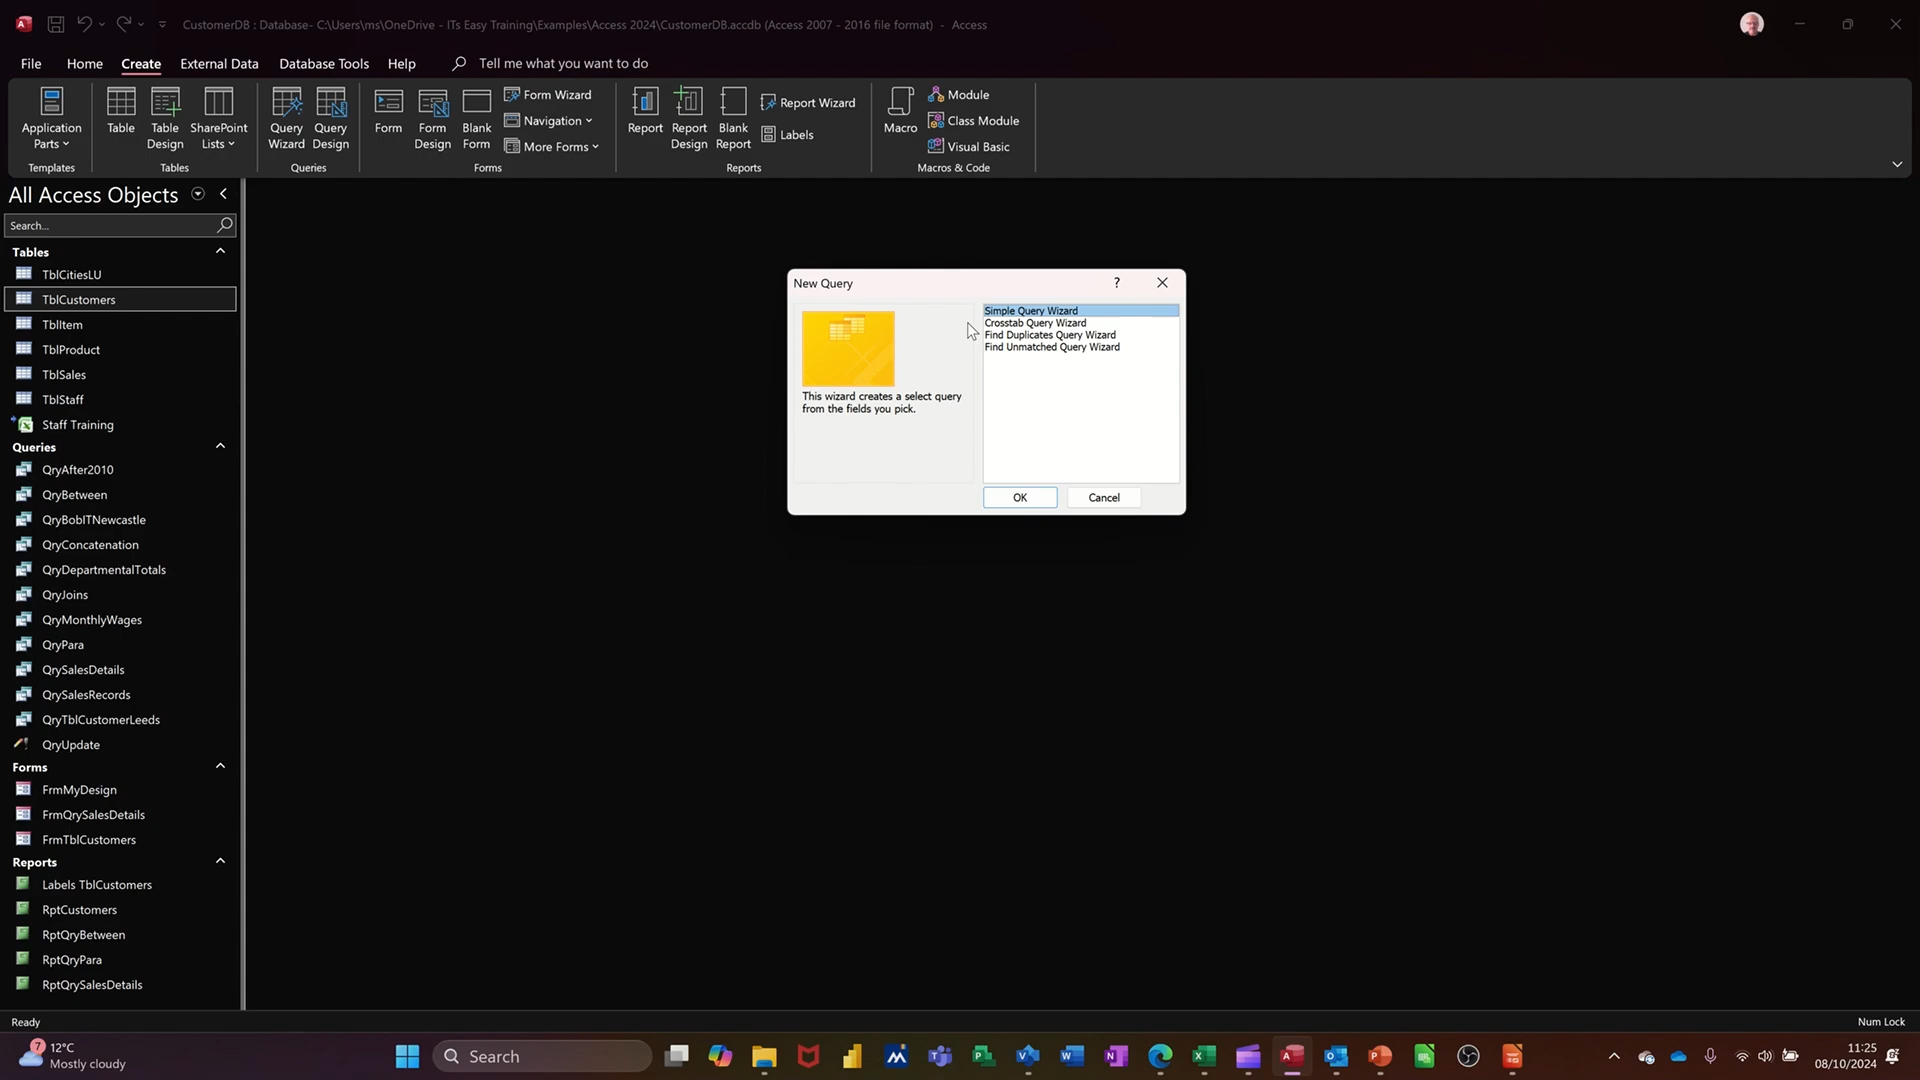 CustomerDB : Database- C:\Users\ms\OneDrive - ITs Easy Training\Examples\Access 2024\CustomerDB.accdb (Access 2007 - 2016 file format) - Access
File Home Create External Data Database Tools Help Tell me what you want to do
Application Parts
Table
Table Design
SharePoint Lists
Query Wizard
Query Design
Form
Form Design
Blank Form
Form Wizard
Navigation
More Forms
Report
Report Design
Blank Report
Report Wizard
Labels
Macro
Module
Class Module
Visual Basic
Templates Tables Queries Forms Reports Macros & Code
All Access Objects
Search...
Tables
TblCitiesLU
TblCustomers
TblItem
TblProduct
TblSales
TblStaff
Staff Training
Queries
QryAfter2010
QryBetween
QryBobITNewcastle
QryConcatenation
QryDepartmentalTotals
QryJoins
QryMonthlyWages
QryPara
QrySalesDetails
QrySalesRecords
QryTblCustomerLeeds
QryUpdate
Forms
FrmMyDesign
FrmQrySalesDetails
FrmTblCustomers
Reports
Labels TblCustomers
RptCustomers
RptQryBetween
RptQryPara
RptQrySalesDetails
New Query ?
This wizard creates a select query
from the fields you pick.
Simple Query Wizard
Crosstab Query Wizard
Find Duplicates Query Wizard
Find Unmatched Query Wizard
OK Cancel
Ready Num Lock
7
12°C
Mostly cloudy
Search
11:25
08/10/2024